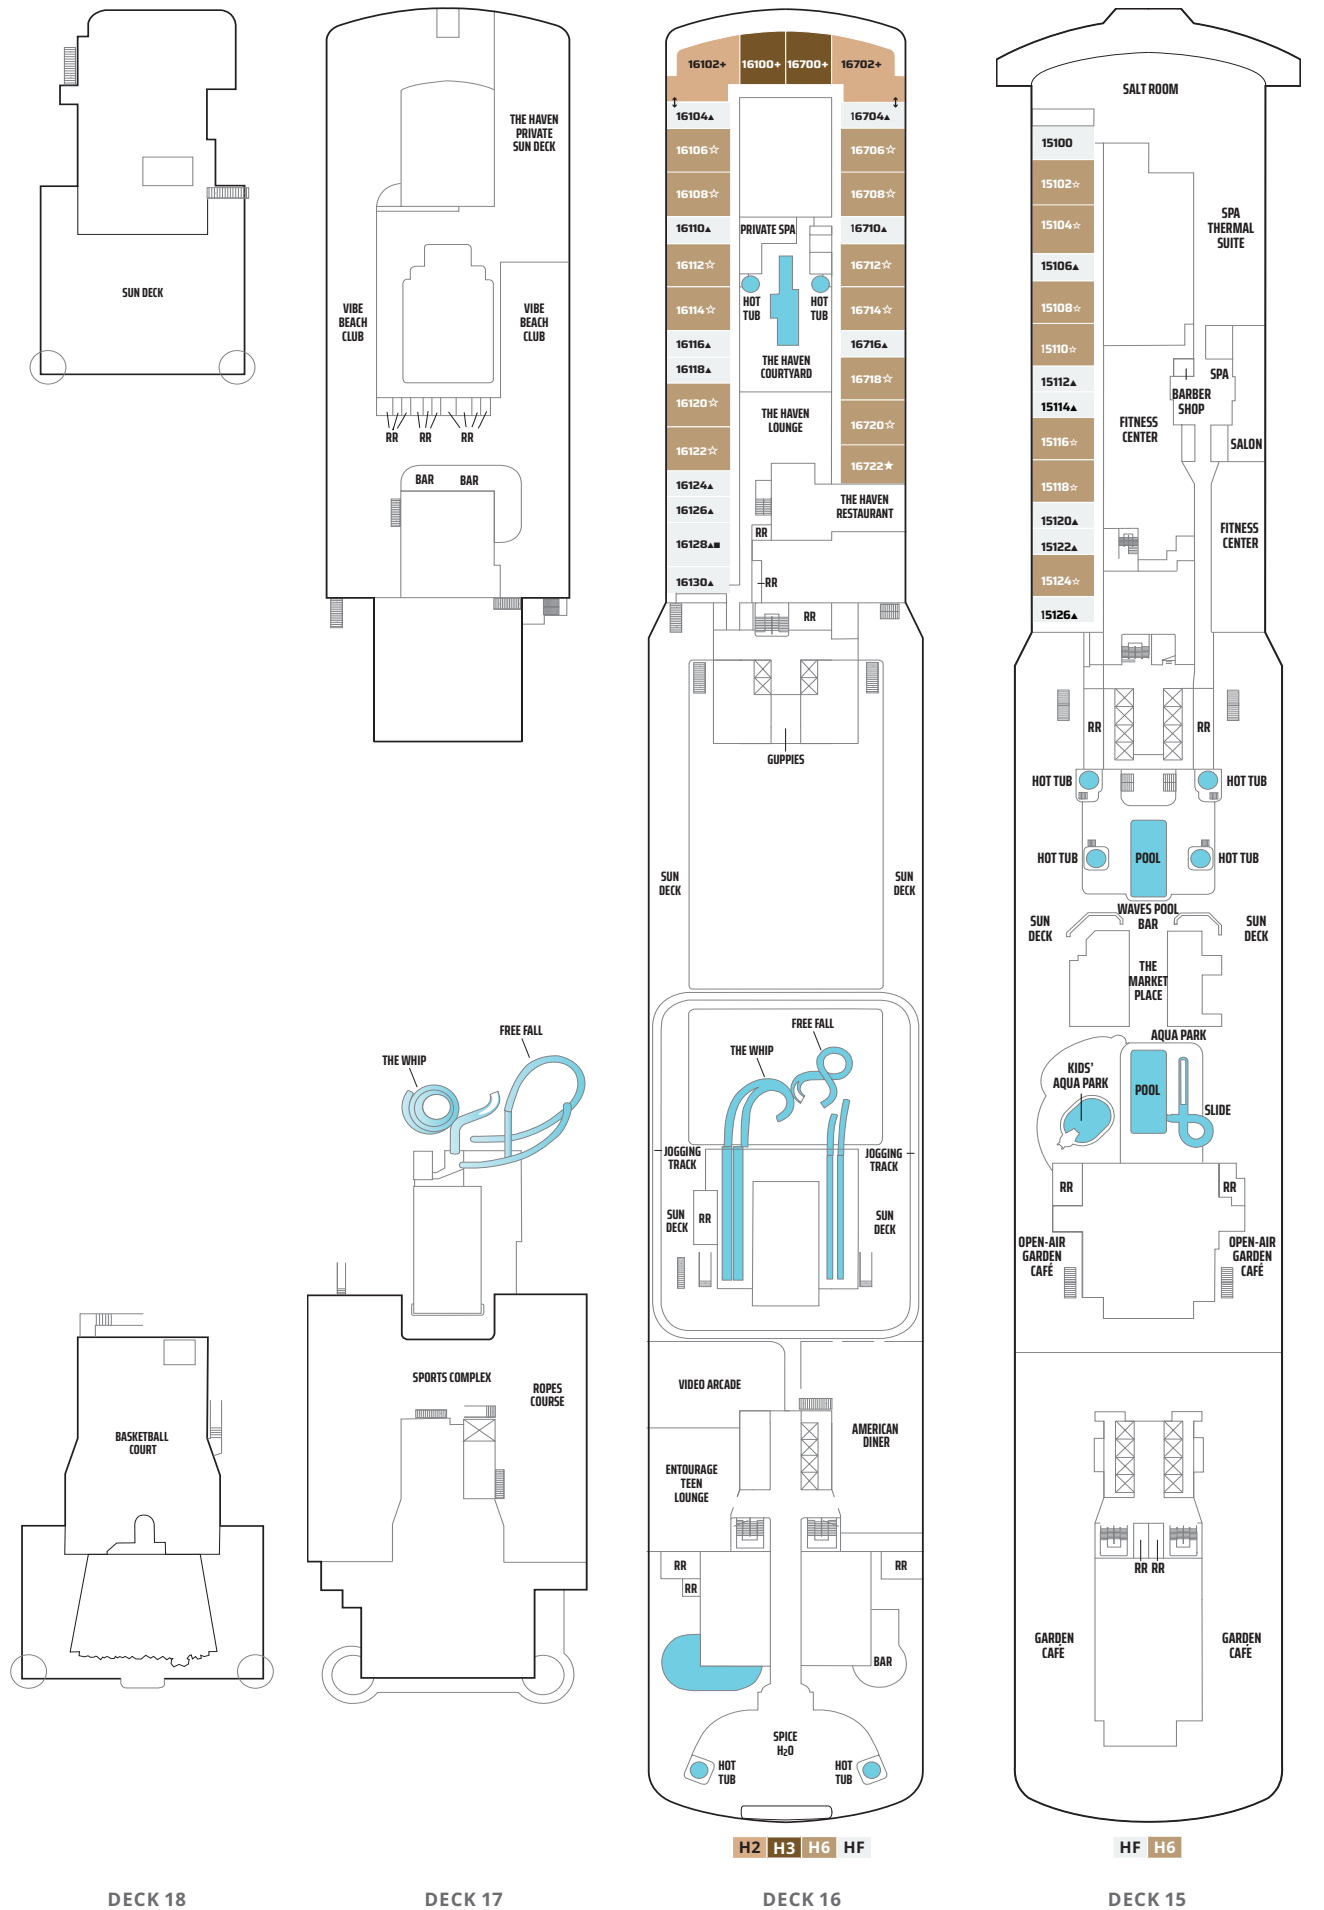 SUN DECK
BASKETBALL
COURT
DECK 18
THE HAVEN
PRIVATE
SUN DECK
VIBE
BEACH
CLUB
VIBE
BEACH
CLUB
RR
RR
RR
BAR
BAR
FREE FALL
THE WHIP
SPORTS COMPLEX
ROPES
COURSE
DECK 17
16102+
16100+
16700+
16702+
↕
↕
16104▲
16704▲
16106☆
16706☆
16108☆
16708☆
16110▲
PRIVATE SPA
16710▲
16112☆
16712☆
HOT
TUB
HOT
TUB
16114☆
16714☆
16116▲
16716▲
16118▲
THE HAVEN
COURTYARD
16718☆
16120☆
THE HAVEN
LOUNGE
16720☆
16122☆
16722★
16124▲
16126▲
THE HAVEN
RESTAURANT
RR
16128▲■
16130▲
RR
RR
GUPPIES
SUN
DECK
SUN
DECK
FREE FALL
THE WHIP
JOGGING
TRACK
JOGGING
TRACK
SUN
DECK
RR
SUN
DECK
VIDEO ARCADE
AMERICAN
DINER
ENTOURAGE
TEEN
LOUNGE
RR
RR
RR
BAR
SPICE
H2O
HOT
TUB
HOT
TUB
H2 H3 H6 HF
DECK 16
SALT ROOM
15100
15102☆
15104☆
SPA
THERMAL
SUITE
15106▲
15108☆
15110☆
15112▲
SPA
15114▲
BARBER
SHOP
15116☆
FITNESS
CENTER
SALON
15118☆
15120▲
15122▲
FITNESS
CENTER
15124☆
15126▲
RR
RR
HOT TUB
HOT TUB
HOT TUB
POOL
HOT TUB
WAVES POOL
BAR
SUN
DECK
SUN
DECK
THE
MARKET
PLACE
AQUA PARK
KIDS'
AQUA PARK
POOL
SLIDE
RR
RR
OPEN-AIR
GARDEN
CAFÉ
OPEN-AIR
GARDEN
CAFÉ
RR RR
GARDEN
CAFÉ
GARDEN
CAFÉ
HF H6
DECK 15